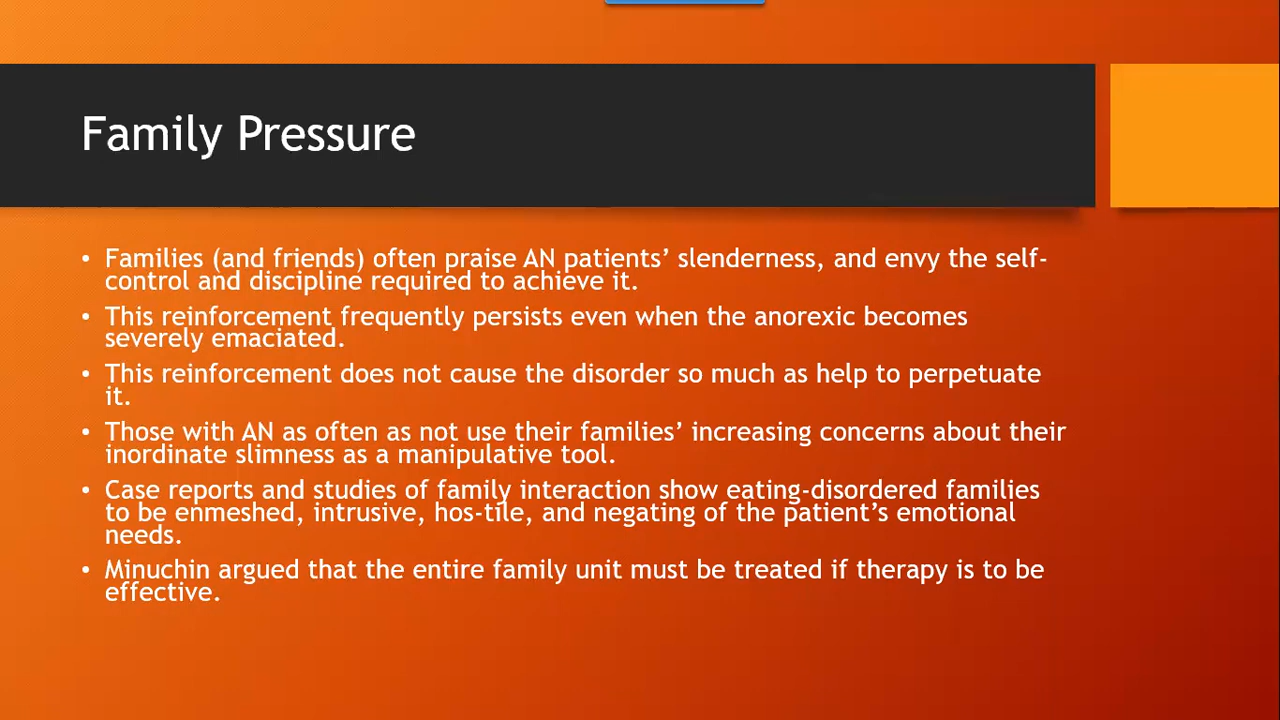 Family Pressure
• Families (and friends) often praise AN patients’ slenderness, and envy the self-
control and discipline required to achieve it.
• This reinforcement frequently persists even when the anorexic becomes
severely emaciated.
• This reinforcement does not cause the disorder so much as help to perpetuate
it.
• Those with AN as often as not use their families’ increasing concerns about their
inordinate slimness as a manipulative tool.
• Case reports and studies of family interaction show eating-disordered families
to be enmeshed, intrusive, hos-tile, and negating of the patient’s emotional
needs.
• Minuchin argued that the entire family unit must be treated if therapy is to be
effective.